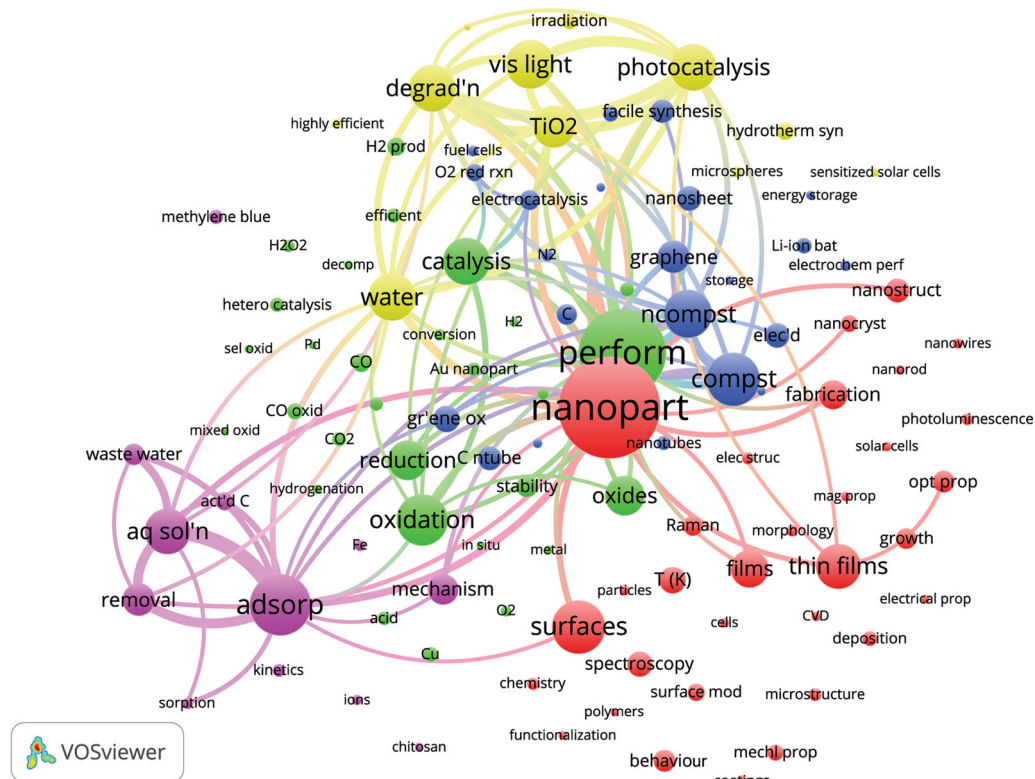 irradiation
vis light
photocatalysis
degrad'n
facile synthesis
highly efficient
TiO2
hydrotherm syn
H2 prod
fuel cells
O2 red rxn
microspheres
sensitized solar cells
electrocatalysis
nanosheet
energy storage
methylene blue
efficient
H2O2
decomp
catalysis
N2
graphene
Li-ion bat
electrochem perf
storage
nanostruct
hetero catalysis
water
H2
C
ncompst
nanocryst
conversion
elec'd
sel oxid
Pd
CO
perform
nanowires
Au nanopart
compst
nanorod
fabrication
CO oxid
gr'ene ox
nanopart
photoluminescence
mixed oxid
CO2
nanotubes
solar cells
waste water
reduction
C ntube
elec struc
hydrogenation
stability
oxides
mag prop
opt prop
act'd C
aq sol'n
oxidation
Raman
morphology
growth
Fe
in situ
metal
films
thin films
removal
adsorp
mechanism
particles
T (K)
electrical prop
acid
O2
surfaces
cells
CVD
deposition
Cu
kinetics
spectroscopy
chemistry
surface mod
microstructure
sorption
ions
polymers
functionalization
chitosan
behaviour
mechl prop
VOSviewer